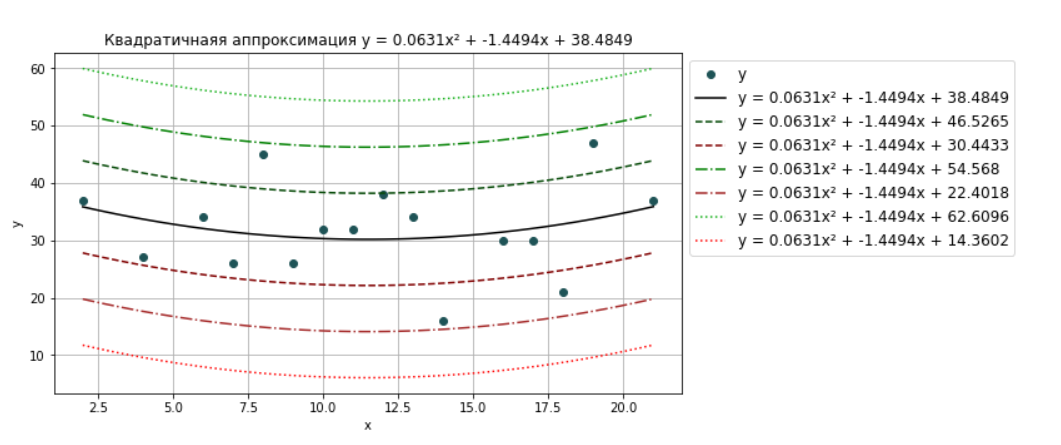 Квадратичнаяя аппроксимация y = 0.0631x² + -1.4494x + 38.4849
60
50
40
30
20
10
y
2.5 5.0 7.5 10.0 12.5 15.0 17.5 20.0
x
y
y = 0.0631x² + -1.4494x + 38.4849
y = 0.0631x² + -1.4494x + 46.5265
y = 0.0631x² + -1.4494x + 30.4433
y = 0.0631x² + -1.4494x + 54.568
y = 0.0631x² + -1.4494x + 22.4018
y = 0.0631x² + -1.4494x + 62.6096
y = 0.0631x² + -1.4494x + 14.3602